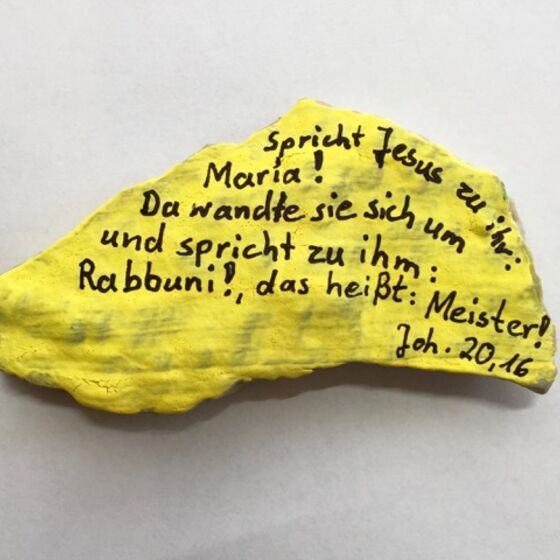 spricht Jesus zu ihr:
Maria!
Da wandte sie sich um
und spricht zu ihm:
Rabbuni!, das heißt: Meister!
Joh. 20,16